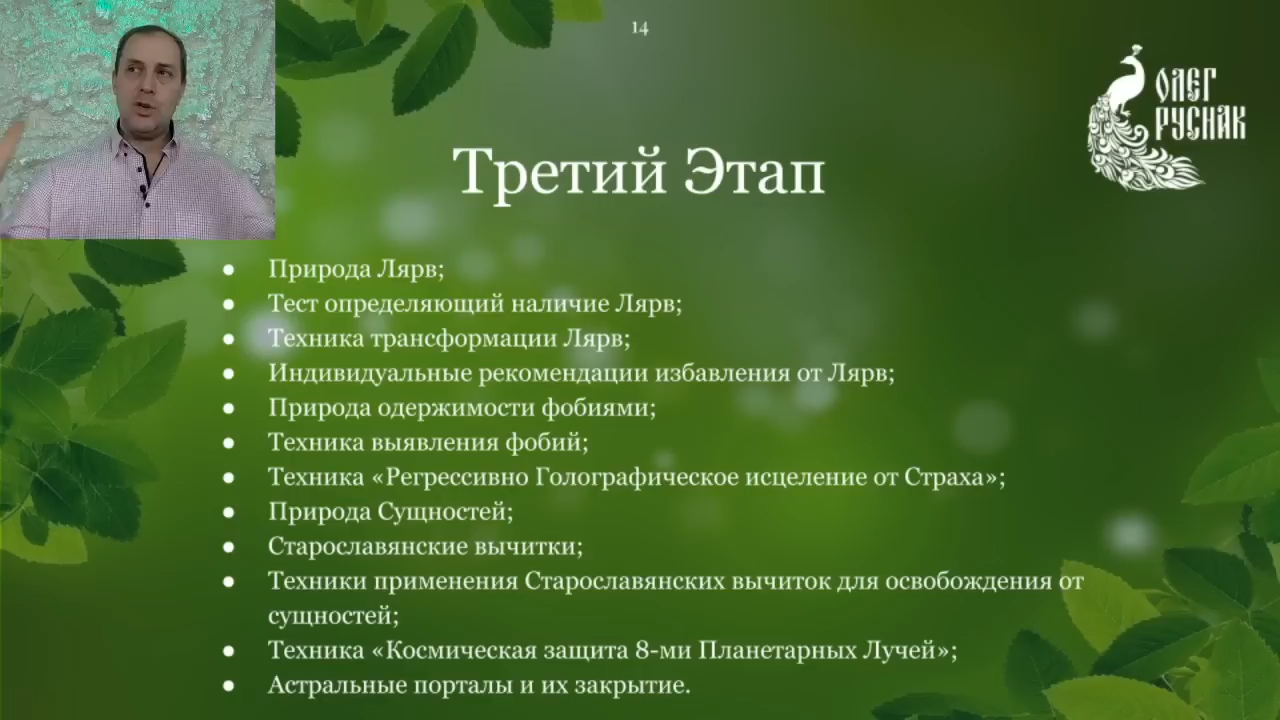 14
ОЛЕГ
РУСНАК
Третий Этап
● Природа Лярв;
● Тест определяющий наличие Лярв;
● Техника трансформации Лярв;
● Индивидуальные рекомендации избавления от Лярв;
● Природа одержимости фобиями;
● Техника выявления фобий;
● Техника «Регрессивно Голографическое исцеление от Страха»;
● Природа Сущностей;
● Старославянские вычитки;
● Техники применения Старославянских вычиток для освобождения от
сущностей;
● Техника «Космическая защита 8-ми Планетарных Лучей»;
● Астральные порталы и их закрытие.